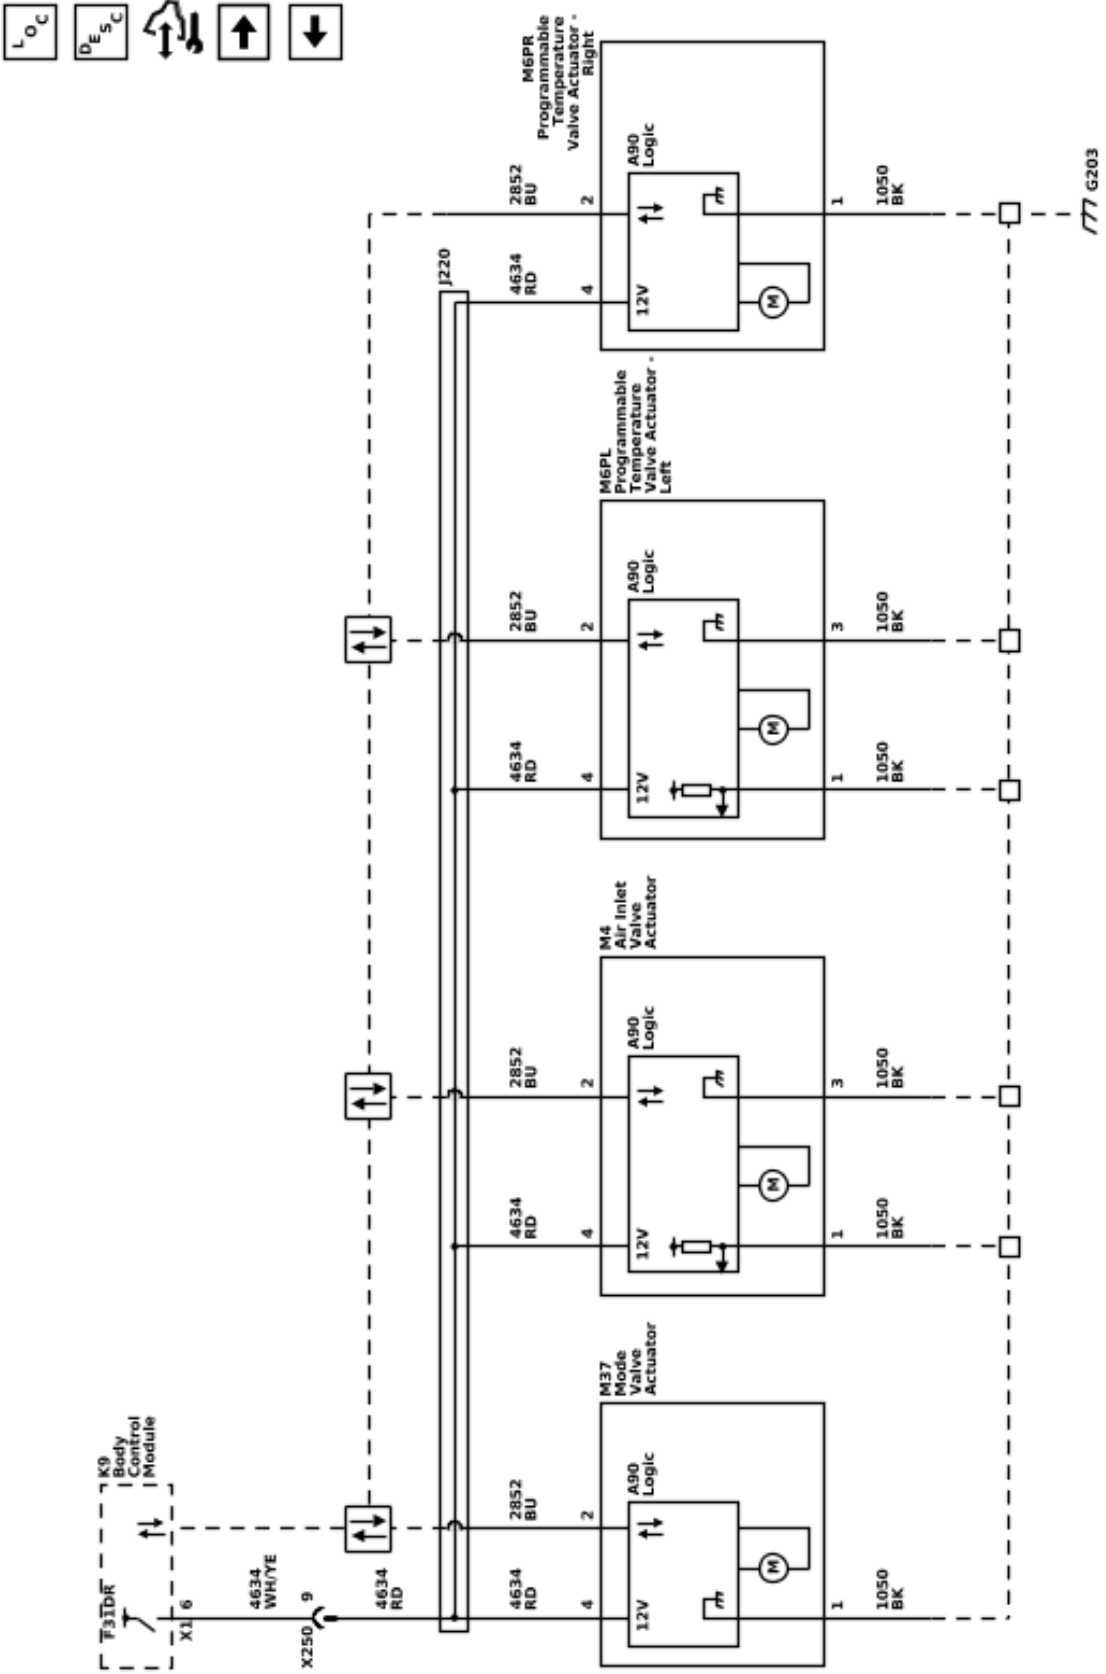 LOC
DESC
K9
Body
Control
Module
F31DR
X1
6
4634
WH/YE
X250
9
4634
RD
J220
4634
RD
2852
BU
4634
RD
2852
BU
4634
RD
2852
BU
4634
RD
2852
BU
4
2
4
2
4
2
4
2
M37
Mode
Valve
Actuator
A90
Logic
12V
M
M4
Air Inlet
Valve
Actuator
A90
Logic
12V
M
M6PL
Programmable
Temperature
Valve Actuator -
Left
A90
Logic
12V
M
M6PR
Programmable
Temperature
Valve Actuator -
Right
A90
Logic
12V
M
1
1
3
1
3
1
1050
BK
1050
BK
1050
BK
1050
BK
1050
BK
1050
BK
G203